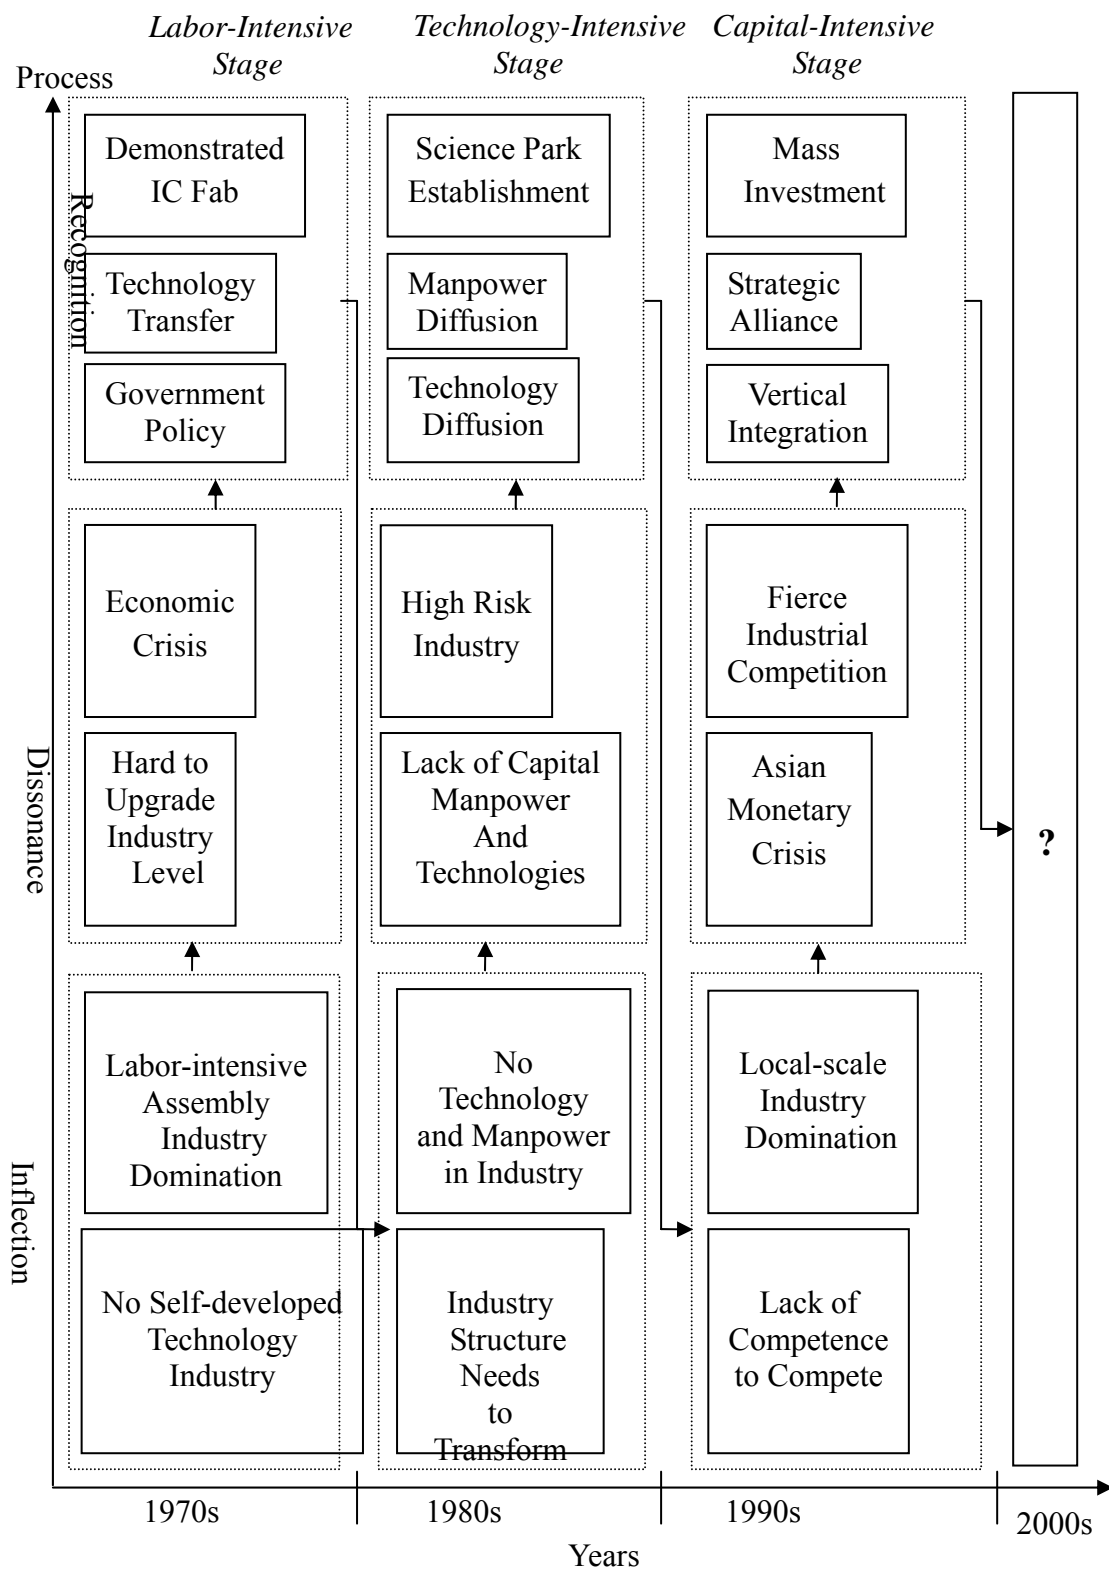 Labor-Intensive
Stage
Technology-Intensive
Stage
Capital-Intensive
Stage
Process
Recognition
Demonstrated
IC Fab
Technology
Transfer
Government
Policy
Science Park
Establishment
Manpower
Diffusion
Technology
Diffusion
Mass
Investment
Strategic
Alliance
Vertical
Integration
Dissonance
Economic
Crisis
Hard to
Upgrade
Industry
Level
High Risk
Industry
Lack of Capital
Manpower
And
Technologies
Fierce
Industrial
Competition
Asian
Monetary
Crisis
?
Inflection
Labor-intensive
Assembly
Industry
Domination
No Self-developed
Technology
Industry
No
Technology
and Manpower
in Industry
Industry
Structure
Needs
to
Transform
Local-scale
Industry
Domination
Lack of
Competence
to Compete
1970s
1980s
1990s
2000s
Years